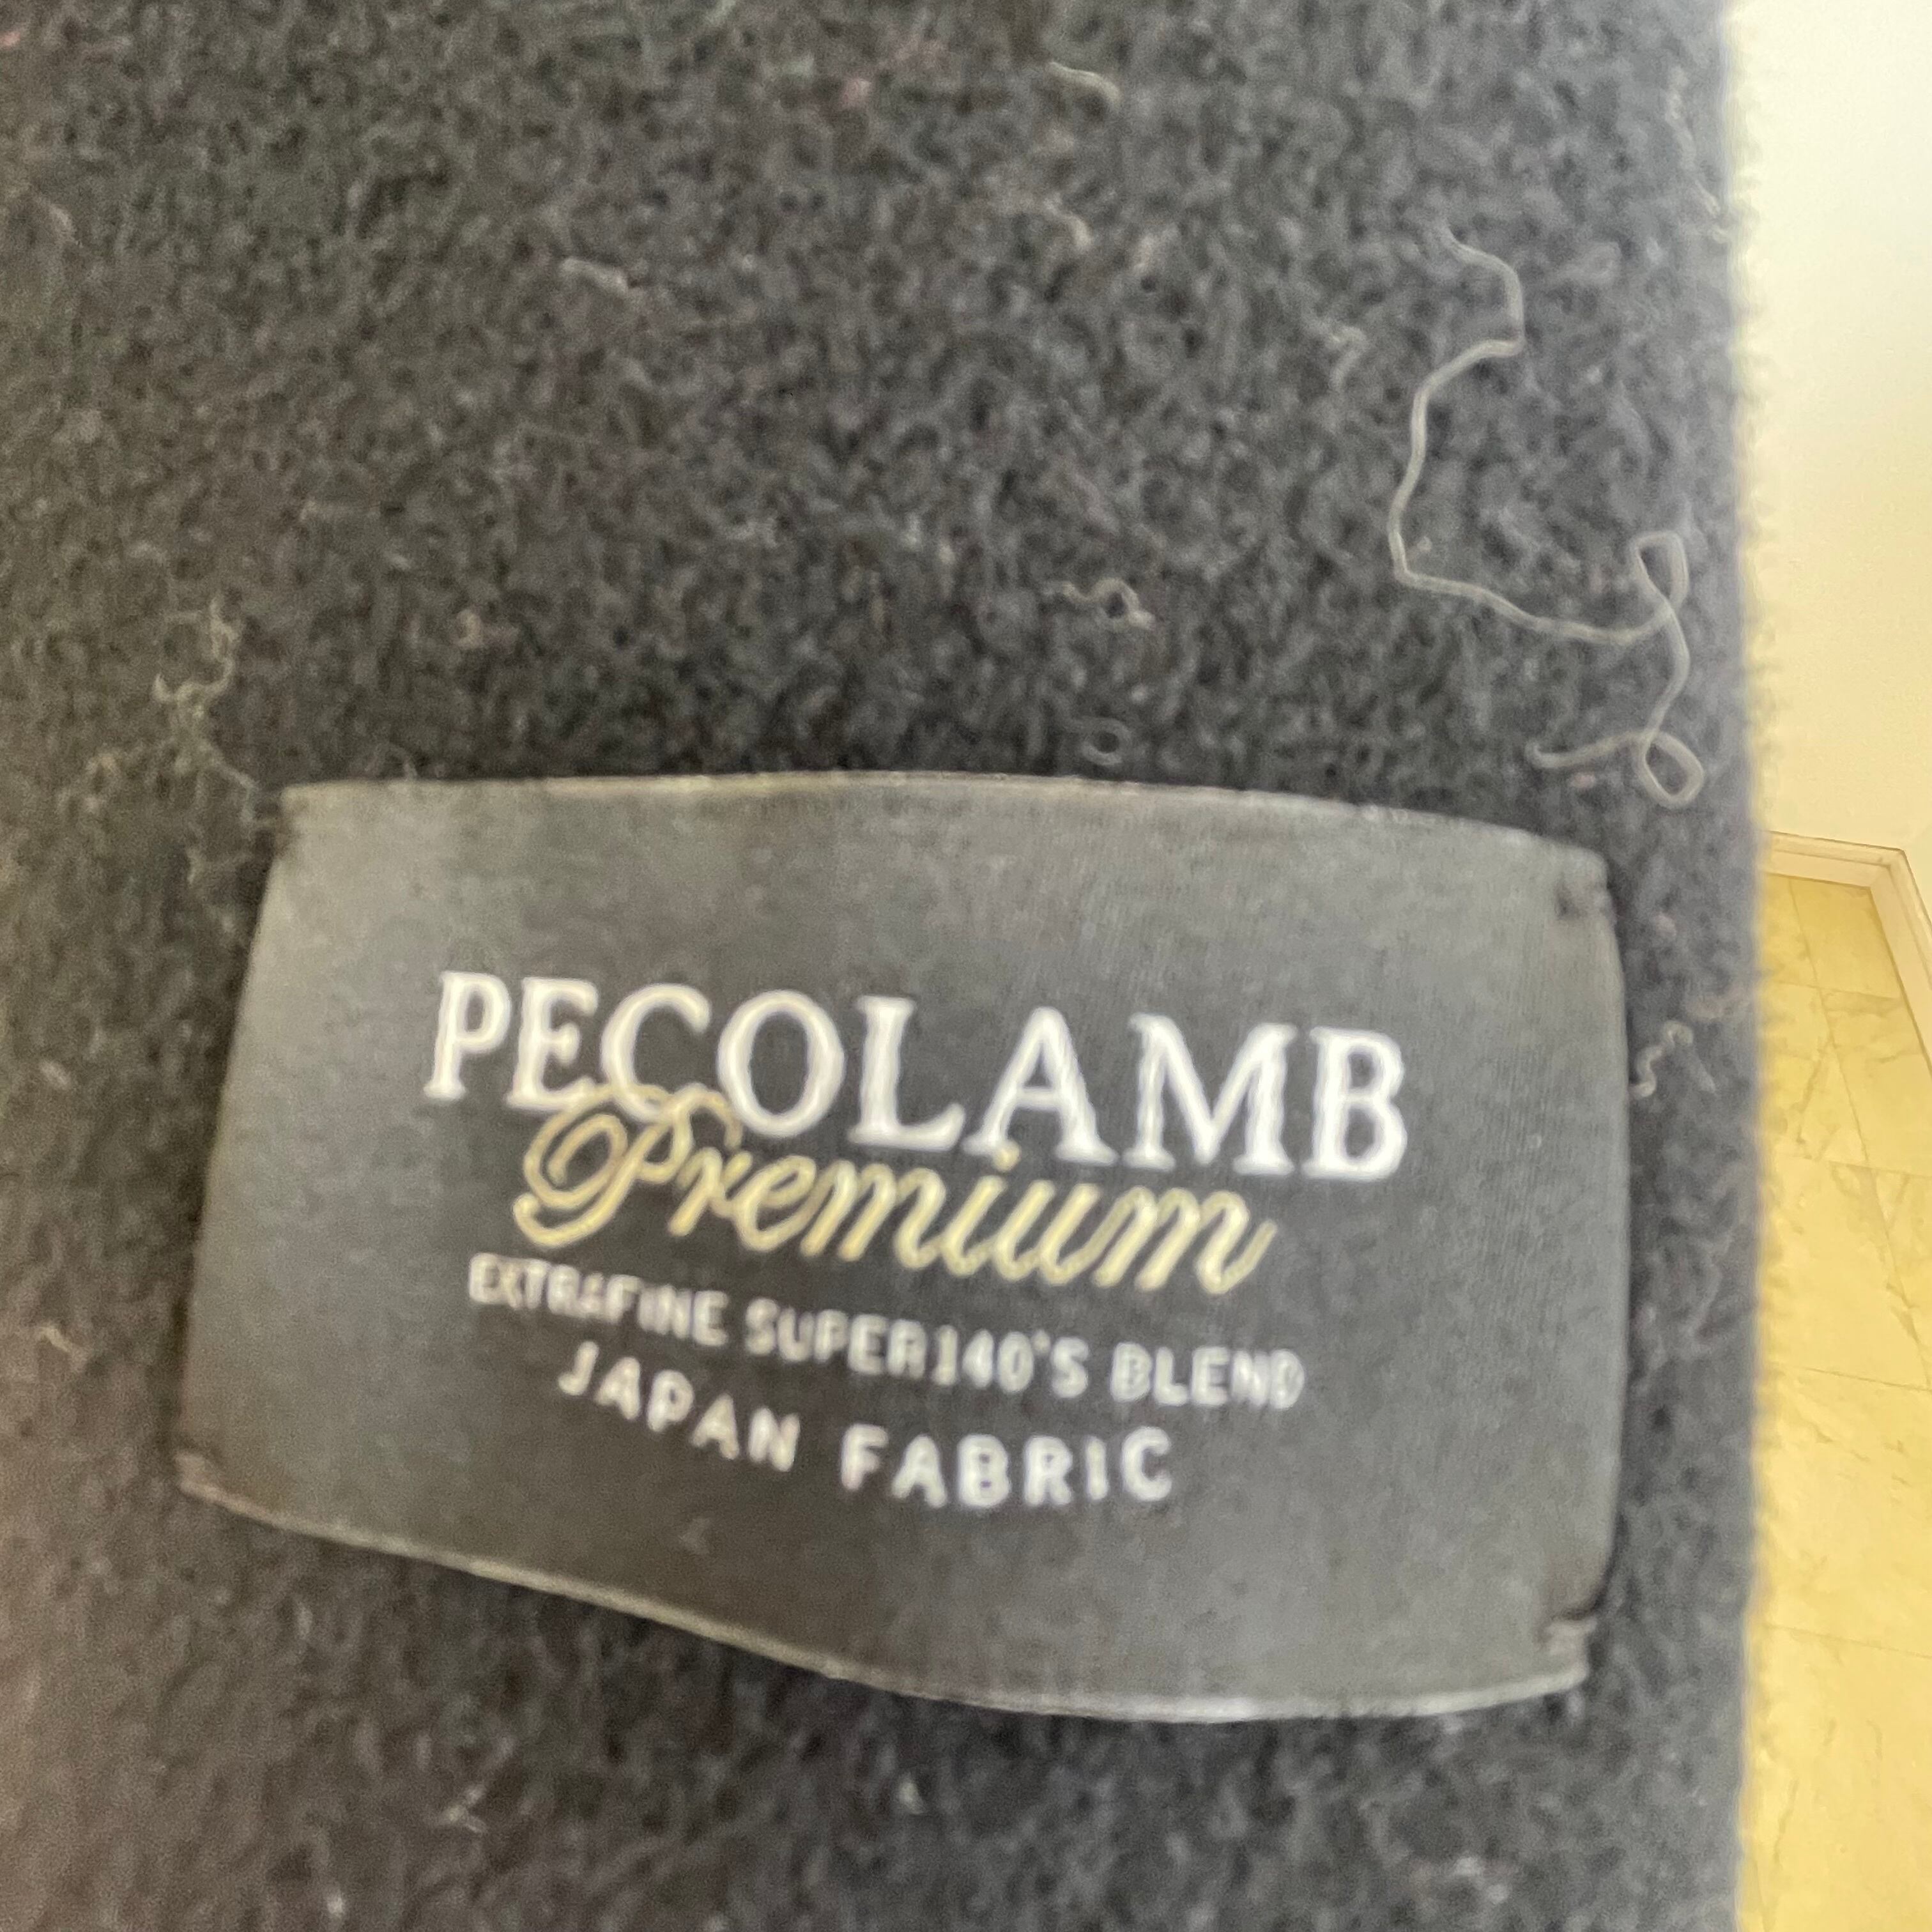 PECOLAMB
Premium
EXTRAFINE SUPER140'S BLEND
JAPAN FABRIC